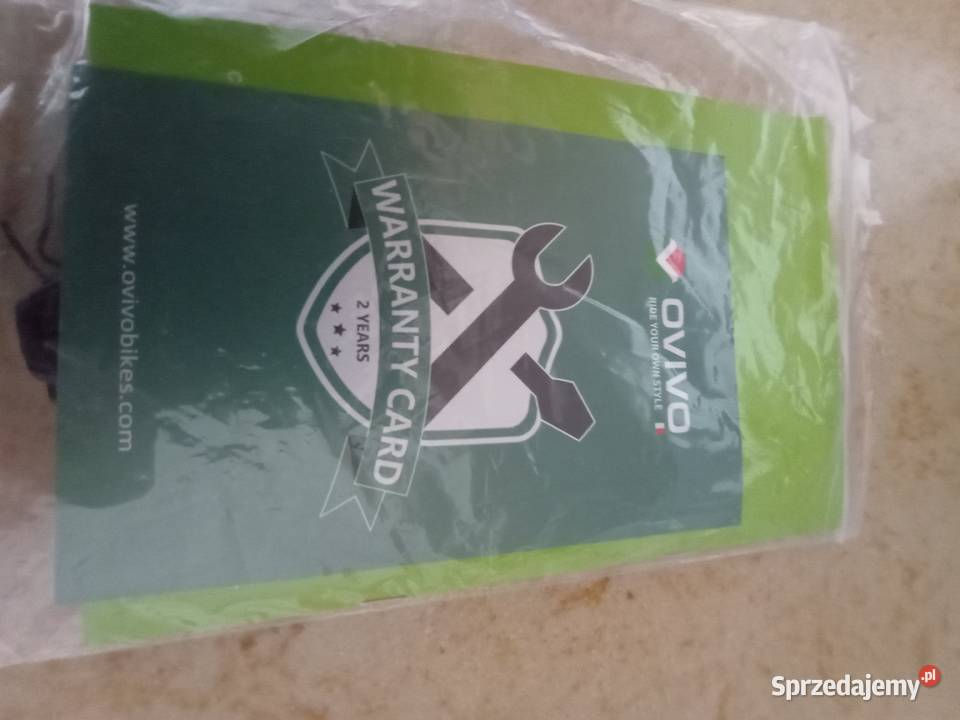 OVIVO
RIDE YOUR OWN STYLE
WARRANTY CARD
2 YEARS
www.ovivobikes.com
Sprzedajemy.pl